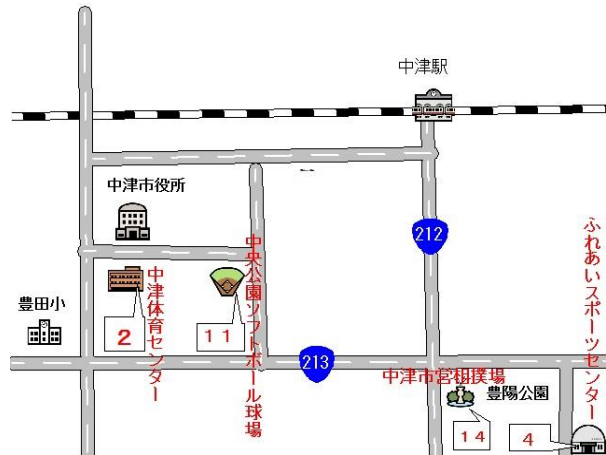 中津駅
中津市役所
212
ふれあいスポーツセンター
中央公園ソフトボール球場
中津体育センター
豊田小
2
11
213
中津市営相撲場
豊陽公園
14
4